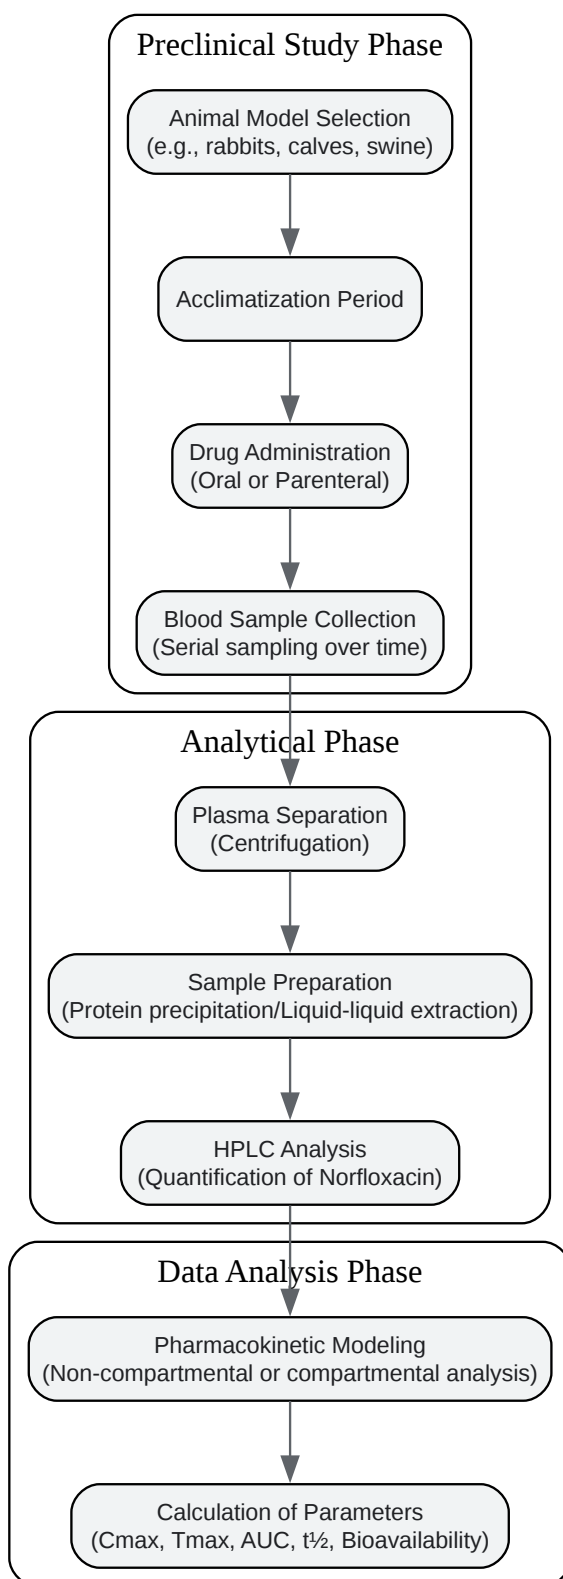 Preclinical Study Phase
Animal Model Selection
(e.g., rabbits, calves, swine)
Acclimatization Period
Drug Administration
(Oral or Parenteral)
Blood Sample Collection
(Serial sampling over time)
Analytical Phase
Plasma Separation
(Centrifugation)
Sample Preparation
(Protein precipitation/Liquid-liquid extraction)
HPLC Analysis
(Quantification of Norfloxacin)
Data Analysis Phase
Pharmacokinetic Modeling
(Non-compartmental or compartmental analysis)
Calculation of Parameters
(Cmax, Tmax, AUC, t½, Bioavailability)